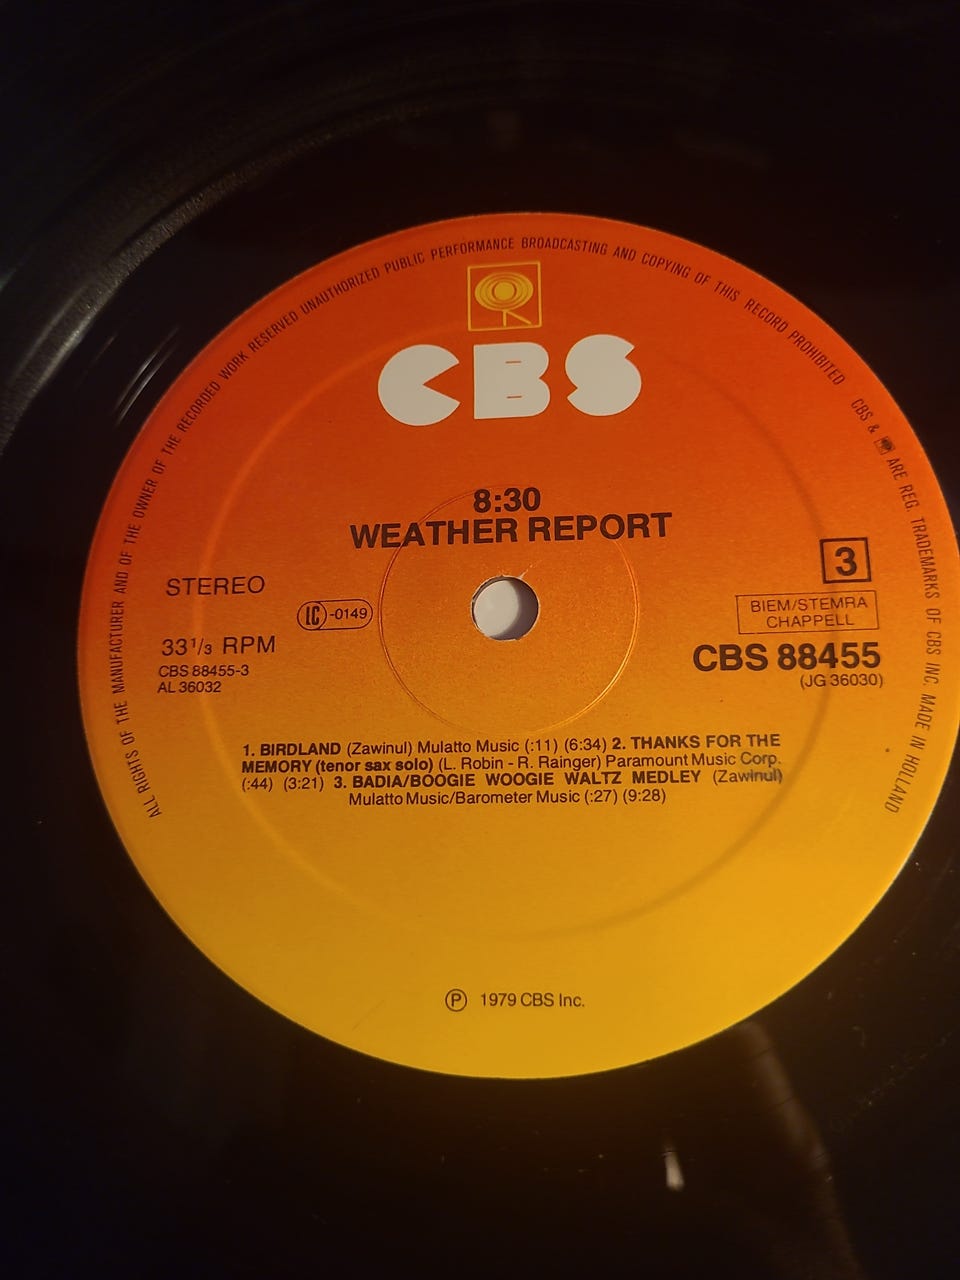 ALL RIGHTS OF THE MANUFACTURER AND OF THE OWNER OF THE RECORDED WORK RESERVED UNAUTHORIZED PUBLIC PERFORMANCE BROADCASTING AND COPYING OF THIS RECORD PROHIBITED CBS & ARE REG. TRADEMARKS OF CBS INC. MADE IN HOLLAND
CBS
8:30
WEATHER REPORT
STEREO
LC-0149
33 1/3 RPM
CBS 88455-3
AL 36032
3
BIEM/STEMRA
CHAPPELL
CBS 88455
(JG 36030)
1. BIRDLAND (Zawinul) Mulatto Music (:11) (6:34) 2. THANKS FOR THE
MEMORY (tenor sax solo) (L. Robin - R. Rainger) Paramount Music Corp.
(:44) (3:21) 3. BADIA/BOOGIE WOOGIE WALTZ MEDLEY (Zawinul)
Mulatto Music/Barometer Music (:27) (9:28)
Ⓟ 1979 CBS Inc.